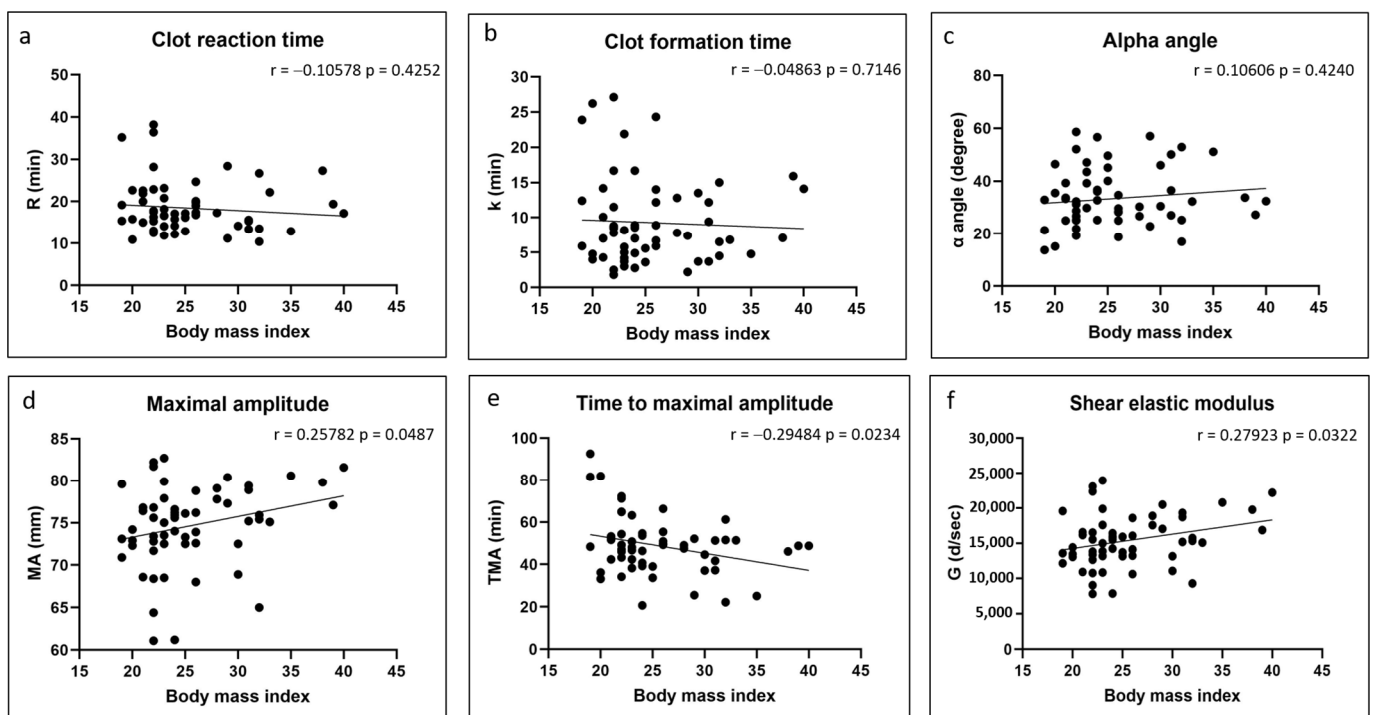 a
Clot reaction time
r = −0.10578 p = 0.4252
50
40
30
20
10
0
R (min)
15 20 25 30 35 40 45
Body mass index
b
Clot formation time
r = −0.04863 p = 0.7146
30
25
20
15
10
5
0
k (min)
15 20 25 30 35 40 45
Body mass index
c
Alpha angle
r = 0.10606 p = 0.4240
80
60
40
20
0
α angle (degree)
15 20 25 30 35 40 45
Body mass index
d
Maximal amplitude
r = 0.25782 p = 0.0487
85
80
75
70
65
60
MA (mm)
15 20 25 30 35 40 45
Body mass index
e
Time to maximal amplitude
r = −0.29484 p = 0.0234
100
80
60
40
20
0
TMA (min)
15 20 25 30 35 40 45
Body mass index
f
Shear elastic modulus
r = 0.27923 p = 0.0322
30,000
25,000
20,000
15,000
10,000
5,000
0
G (d/sec)
15 20 25 30 35 40 45
Body mass index